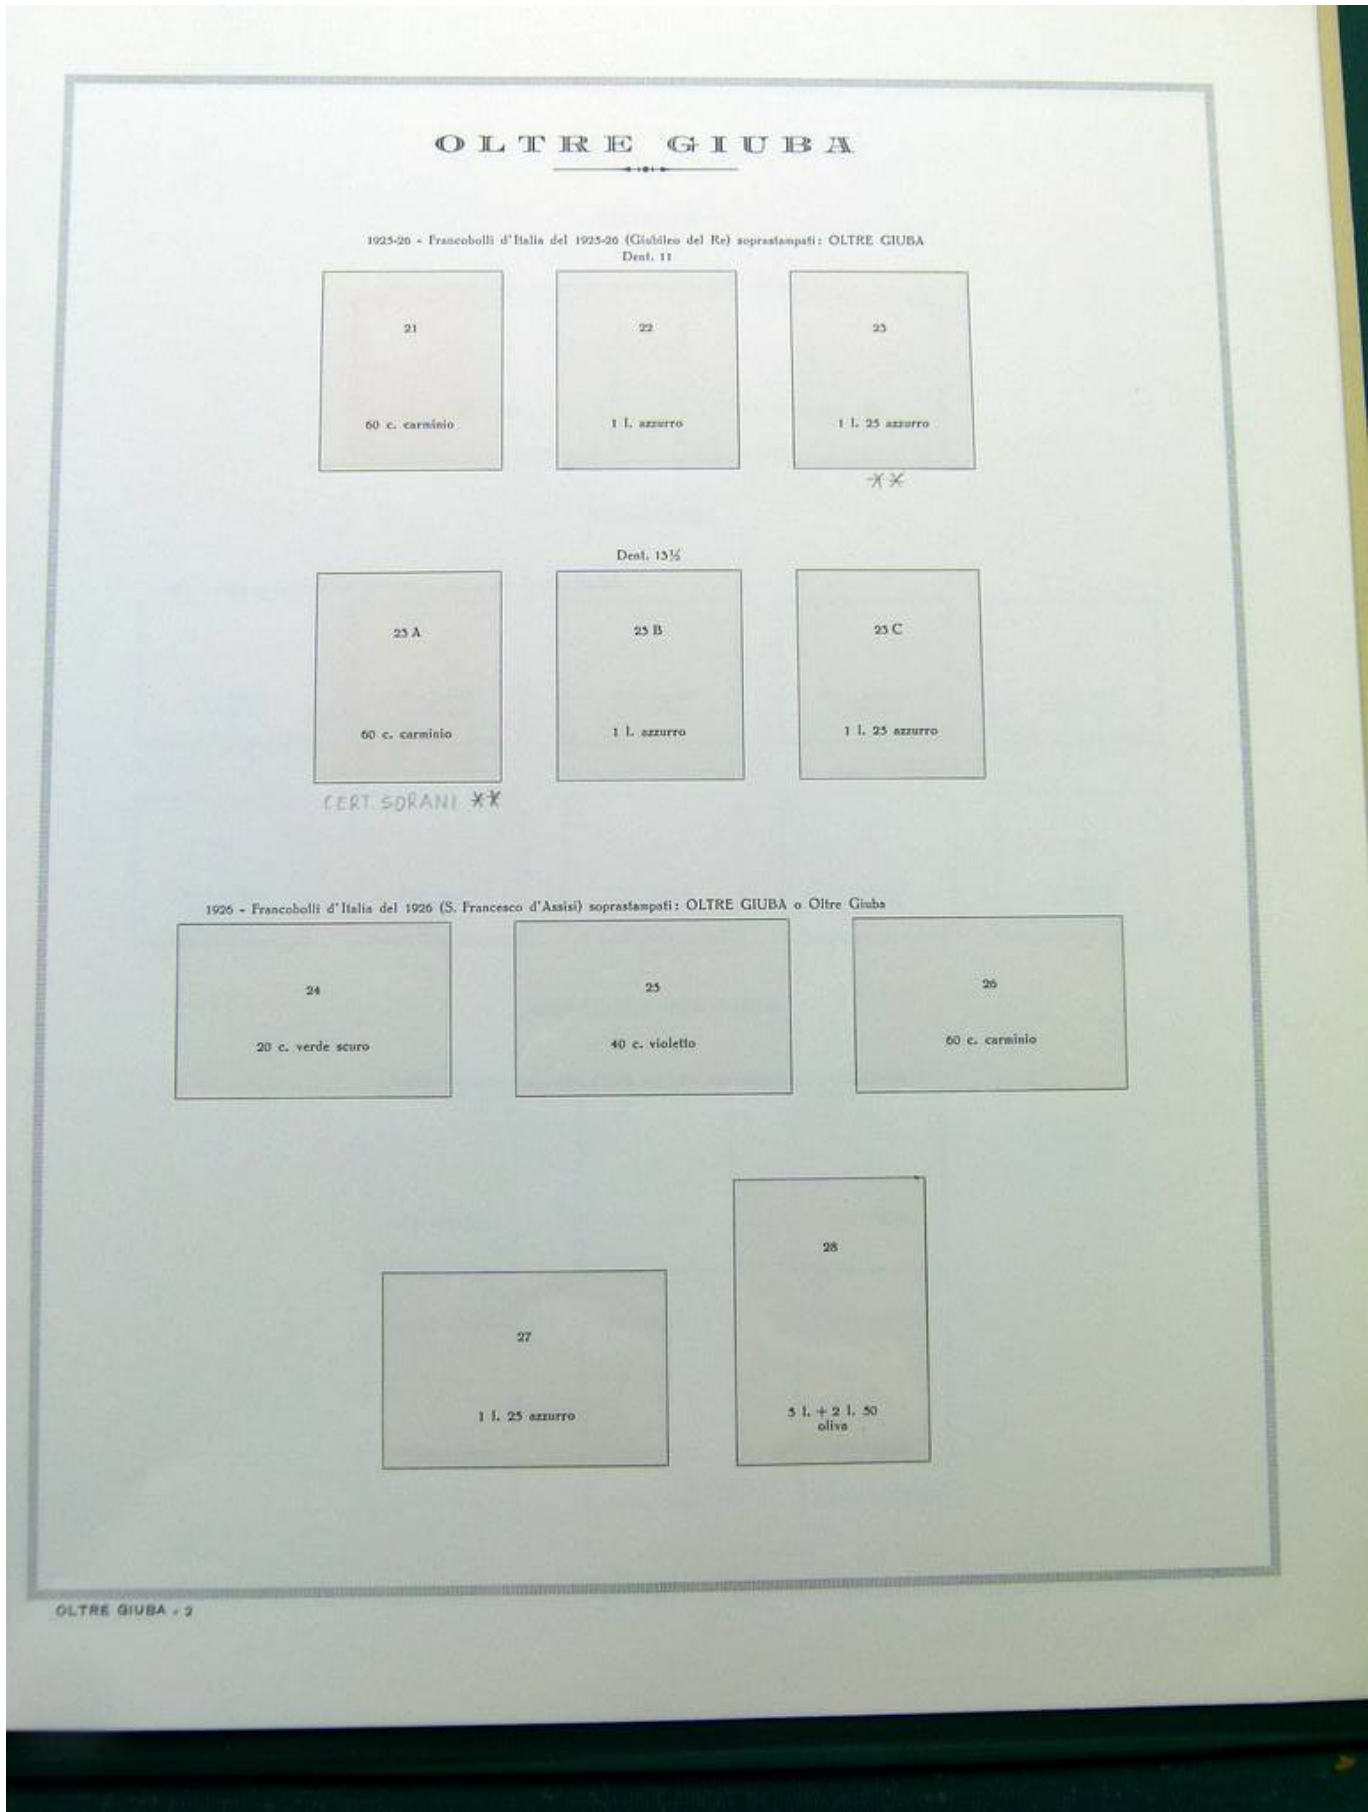 OLTRE GIUBA
1925-26 - Francobolli d'Italia del 1925-26 (Giubileo del Re) soprastampati: OLTRE GIUBA
Dent. 11
21 22 23
60 c. carminio 1 l. azzurro 1 l. 25 azzurro
**
Dent. 13½
23 A 23 B 23 C
60 c. carminio 1 l. azzurro 1 l. 25 azzurro
CERT. SORANI **
1926 - Francobolli d'Italia del 1926 (S. Francesco d'Assisi) soprastampati: OLTRE GIUBA o Oltre Giuba
24 25 26
20 c. verde scuro 40 c. violetto 60 c. carminio
28
27
5 l. + 2 l. 50
1 l. 25 azzurro
oliva
OLTRE GIUBA - 2